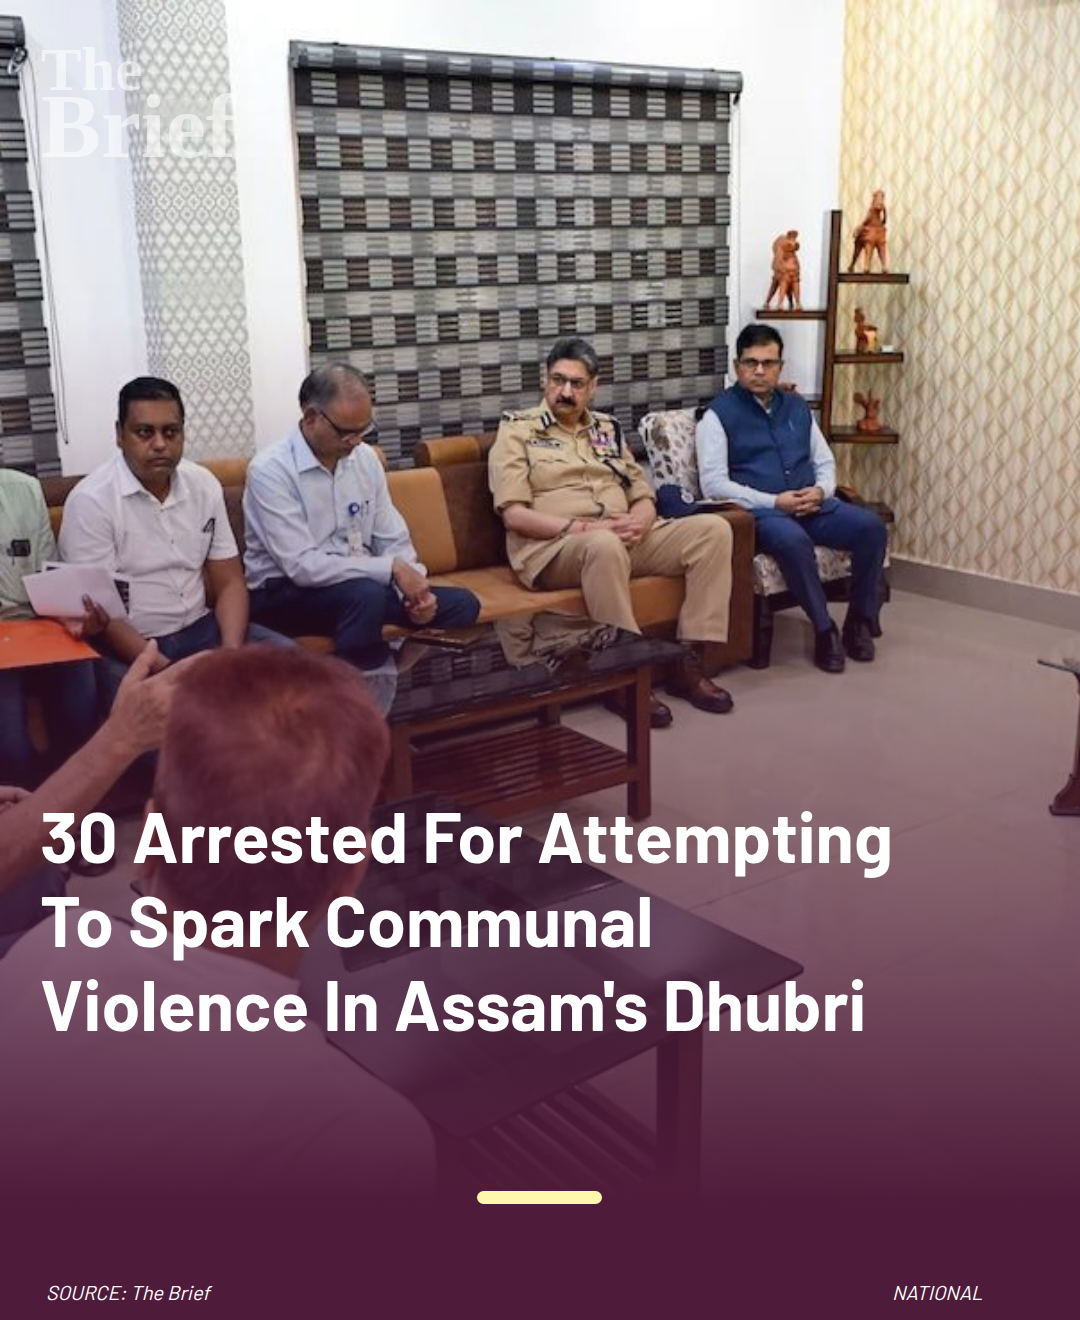 The
Brief
30 Arrested For Attempting
To Spark Communal
Violence In Assam's Dhubri
SOURCE: The Brief
NATIONAL